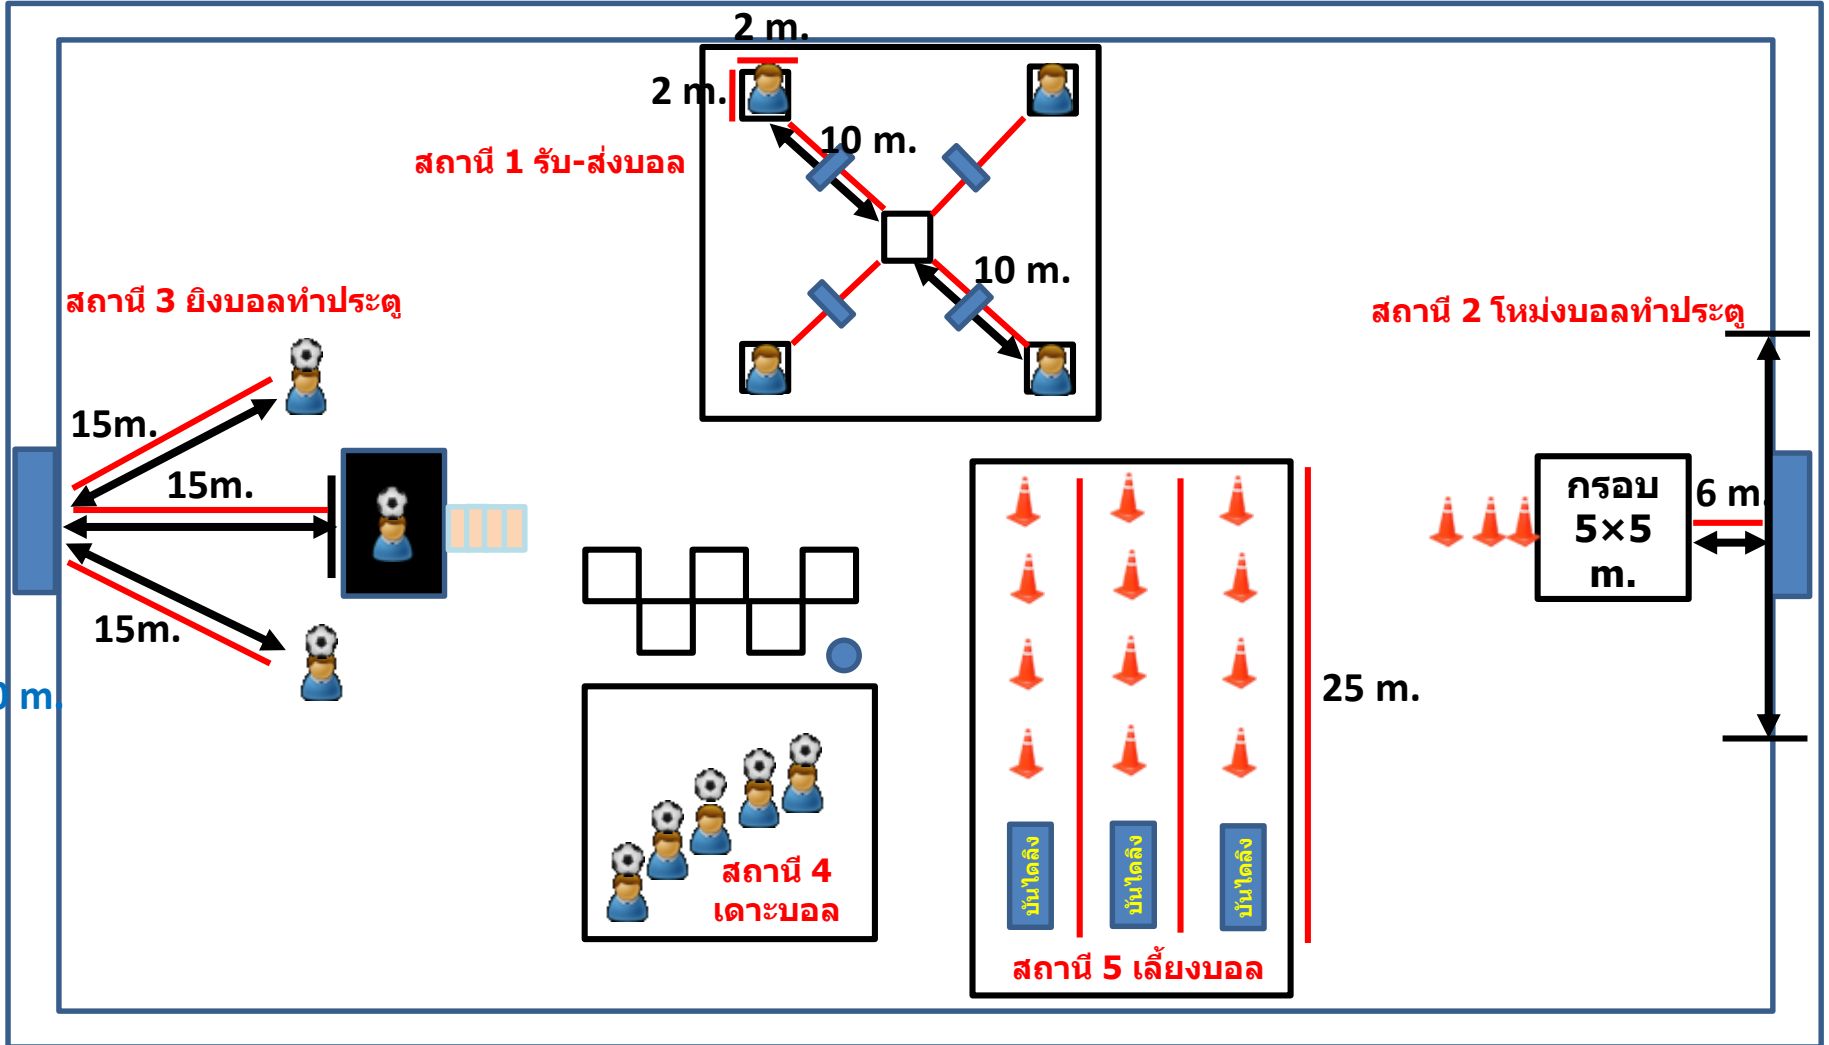 2 m.
2 m.
10 m.
สถานี 1 รับ-ส่งบอล
10 m.
สถานี 3 ยิงบอลทำประตู
สถานี 2 โหม่งบอลทำประตู
15m.
15m.
15m.
กรอบ
5×5
m.
6 m.
0 m.
25 m.
สถานี 4
เดาะบอล
บันไดลิง
บันไดลิง
บันไดลิง
สถานี 5 เลี้ยงบอล